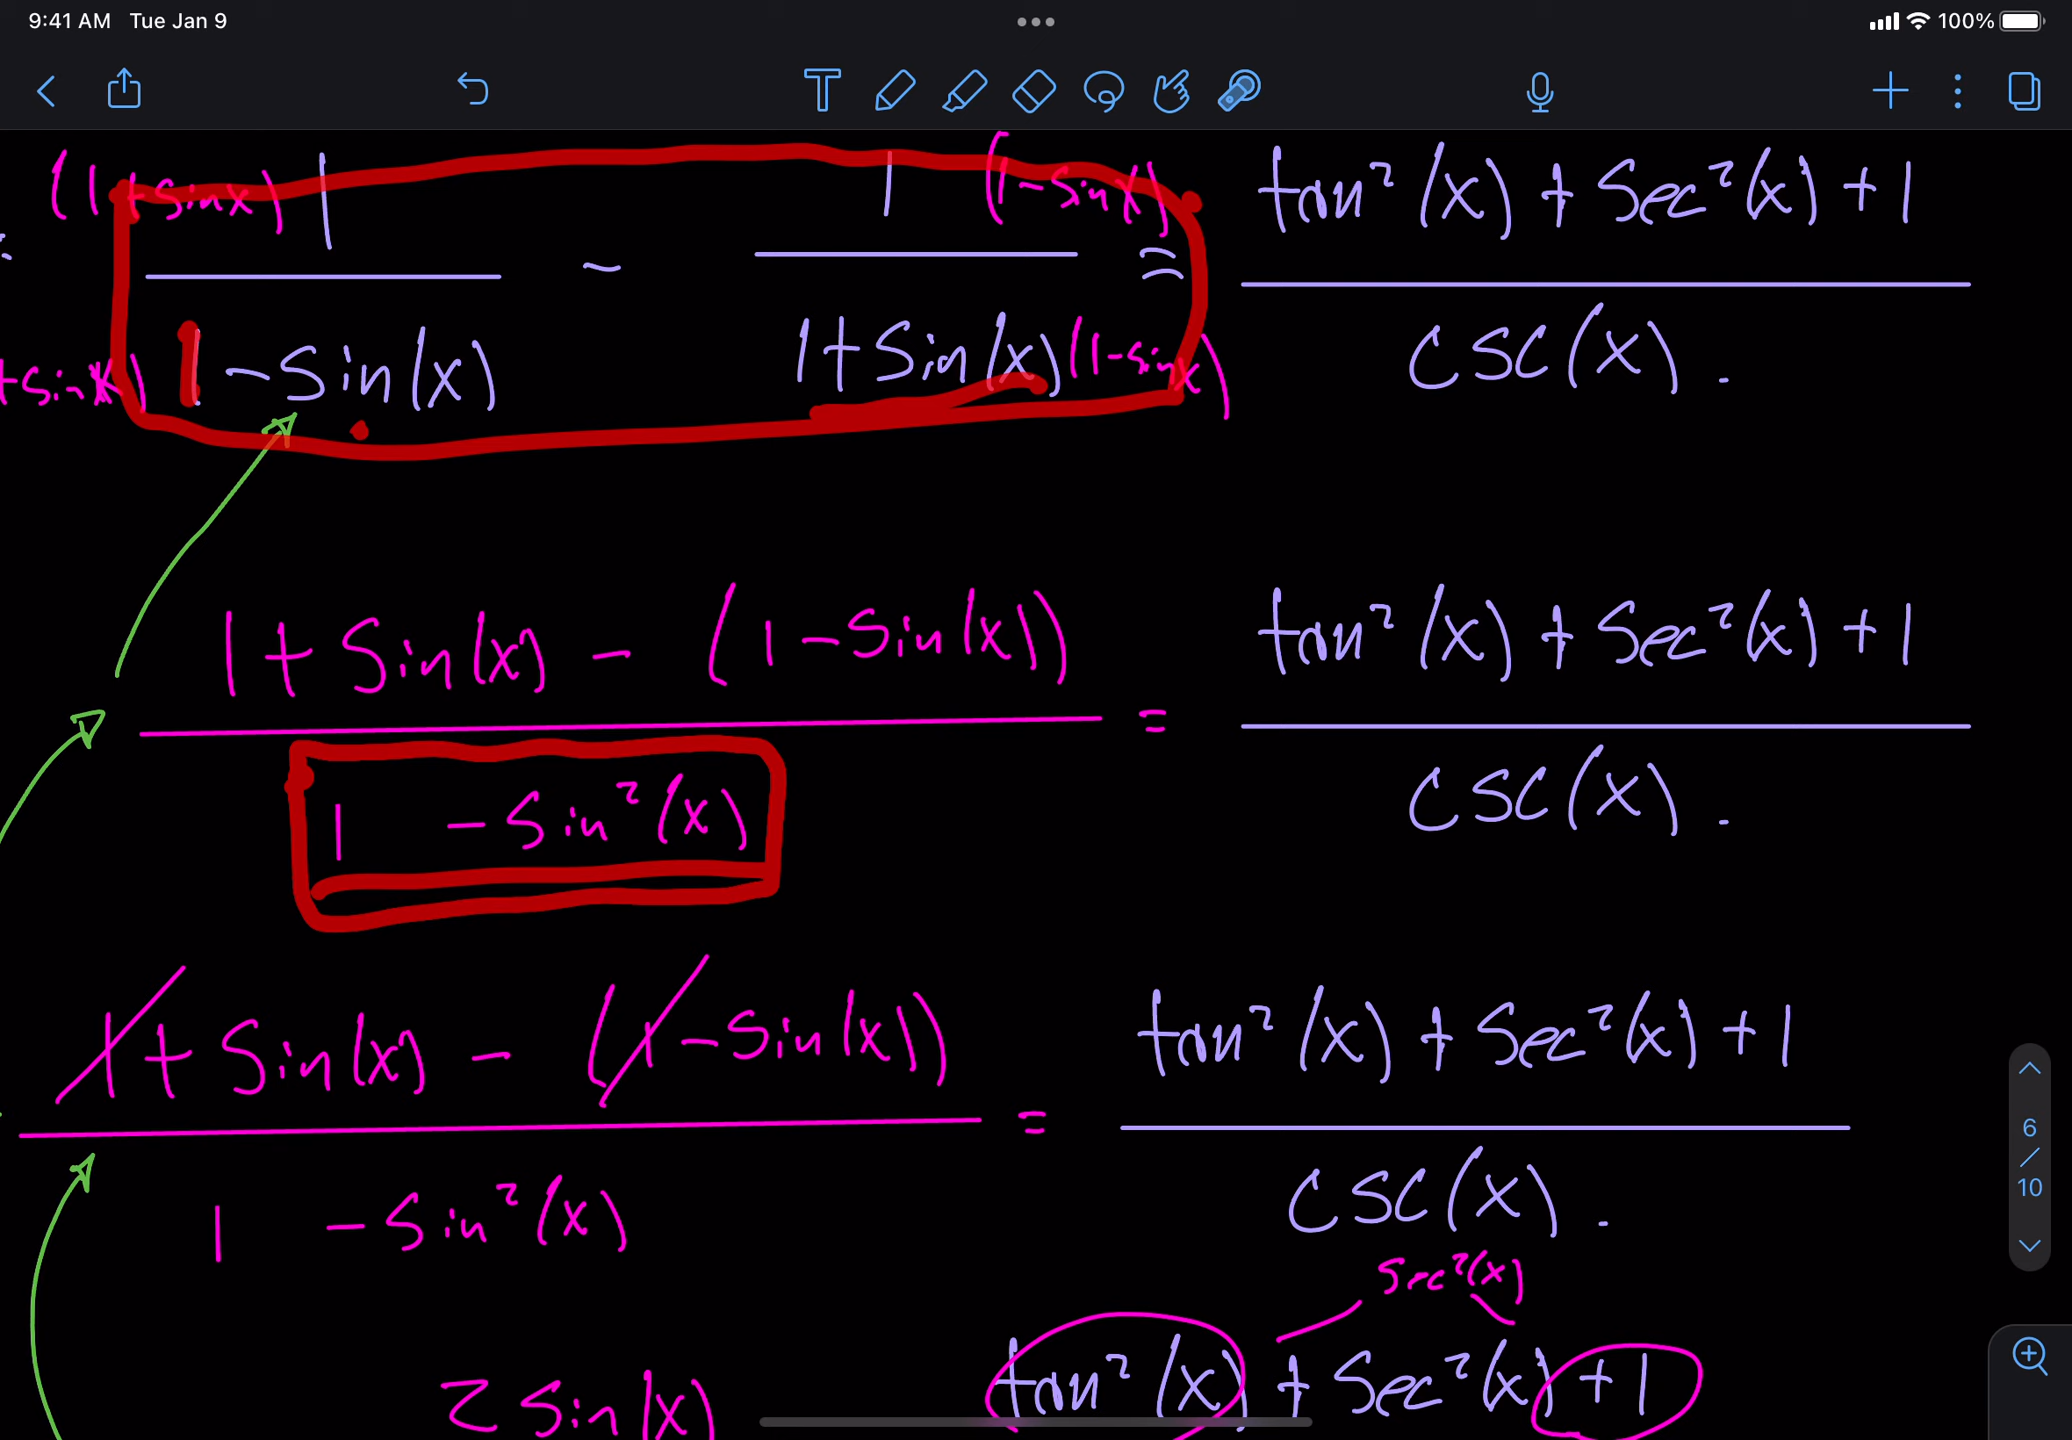 9:41 AM Tue Jan 9 100%
(1+sinx) 1 1 (1-sinx) tan²(x) + sec²(x) + 1
— - — = —
+sinx) 1 - sin(x) 1 + sin(x) (1-sinx) csc(x).
1 + sin(x) - (1 - sin(x)) = tan²(x) + sec²(x) + 1
1 - sin²(x) csc(x).
1 + sin(x) - (1 - sin(x)) = tan²(x) + sec²(x) + 1
1 - sin²(x) csc(x).
sec²(x)
2 sin(x) tan²(x) + sec²(x) + 1
6
/
10